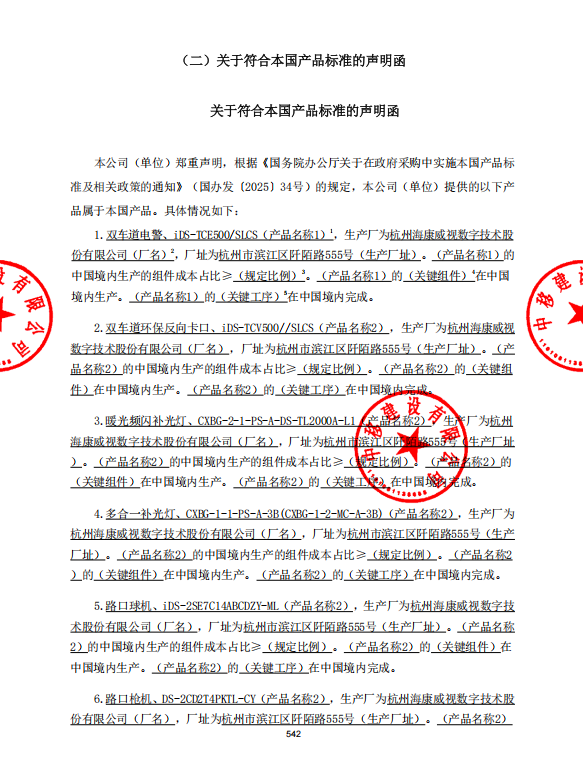 （二）关于符合本国产品标准的声明函
关于符合本国产品标准的声明函
本公司（单位）郑重声明，根据《国务院办公厅关于在政府采购中实施本国产品标
准及相关政策的通知》（国办发〔2025〕34号）的规定，本公司（单位）提供的以下产
品属于本国产品。具体情况如下：
1.双车道电警、iDS-TCE500/SLCS（产品名称1）1，生产厂为杭州海康威视数字技术股
份有限公司（厂名）2，厂址为杭州市滨江区阡陌路555号（生产厂址）。（产品名称1）的
中国境内生产的组件成本占比≥（规定比例）3。（产品名称1）的（关键组件）4在中国
境内生产。（产品名称1）的（关键工序）5在中国境内完成。
2.双车道环保反向卡口、iDS-TCV500//SLCS（产品名称2），生产厂为杭州海康威视
数字技术股份有限公司（厂名），厂址为杭州市滨江区阡陌路555号（生产厂址）。（产
品名称2）的中国境内生产的组件成本占比≥（规定比例）。（产品名称2）的（关键组
件）在中国境内生产。（产品名称2）的（关键工序）在中国境内完成。
3.暖光频闪补光灯、CXBG-2-1-PS-A-DS-TL2000A-L1（产品名称2），生产厂为杭州
海康威视数字技术股份有限公司（厂名），厂址为杭州市滨江区阡陌路555号（生产厂址
）。（产品名称2）的中国境内生产的组件成本占比≥（规定比例）。（产品名称2）的
（关键组件）在中国境内生产。（产品名称2）的（关键工序）在中国境内完成。
4.多合一补光灯、CXBG-1-1-PS-A-3B(CXBG-1-2-MC-A-3B)（产品名称2），生产厂为
杭州海康威视数字技术股份有限公司（厂名），厂址为杭州市滨江区阡陌路555号（生产
厂址）。（产品名称2）的中国境内生产的组件成本占比≥（规定比例）。（产品名称2
）的（关键组件）在中国境内生产。（产品名称2）的（关键工序）在中国境内完成。
5.路口球机、iDS-2SE7C14ABCDZY-ML（产品名称2），生产厂为杭州海康威视数字技
术股份有限公司（厂名），厂址为杭州市滨江区阡陌路555号（生产厂址）。（产品名称
2）的中国境内生产的组件成本占比≥（规定比例）。（产品名称2）的（关键组件）在
中国境内生产。（产品名称2）的（关键工序）在中国境内完成。
6.路口枪机、DS-2CD2T4PKTL-CY（产品名称2），生产厂为杭州海康威视数字技术股
份有限公司（厂名），厂址为杭州市滨江区阡陌路555号（生产厂址）。（产品名称2）
542
设有限公司
中移建设有限公司
中移建